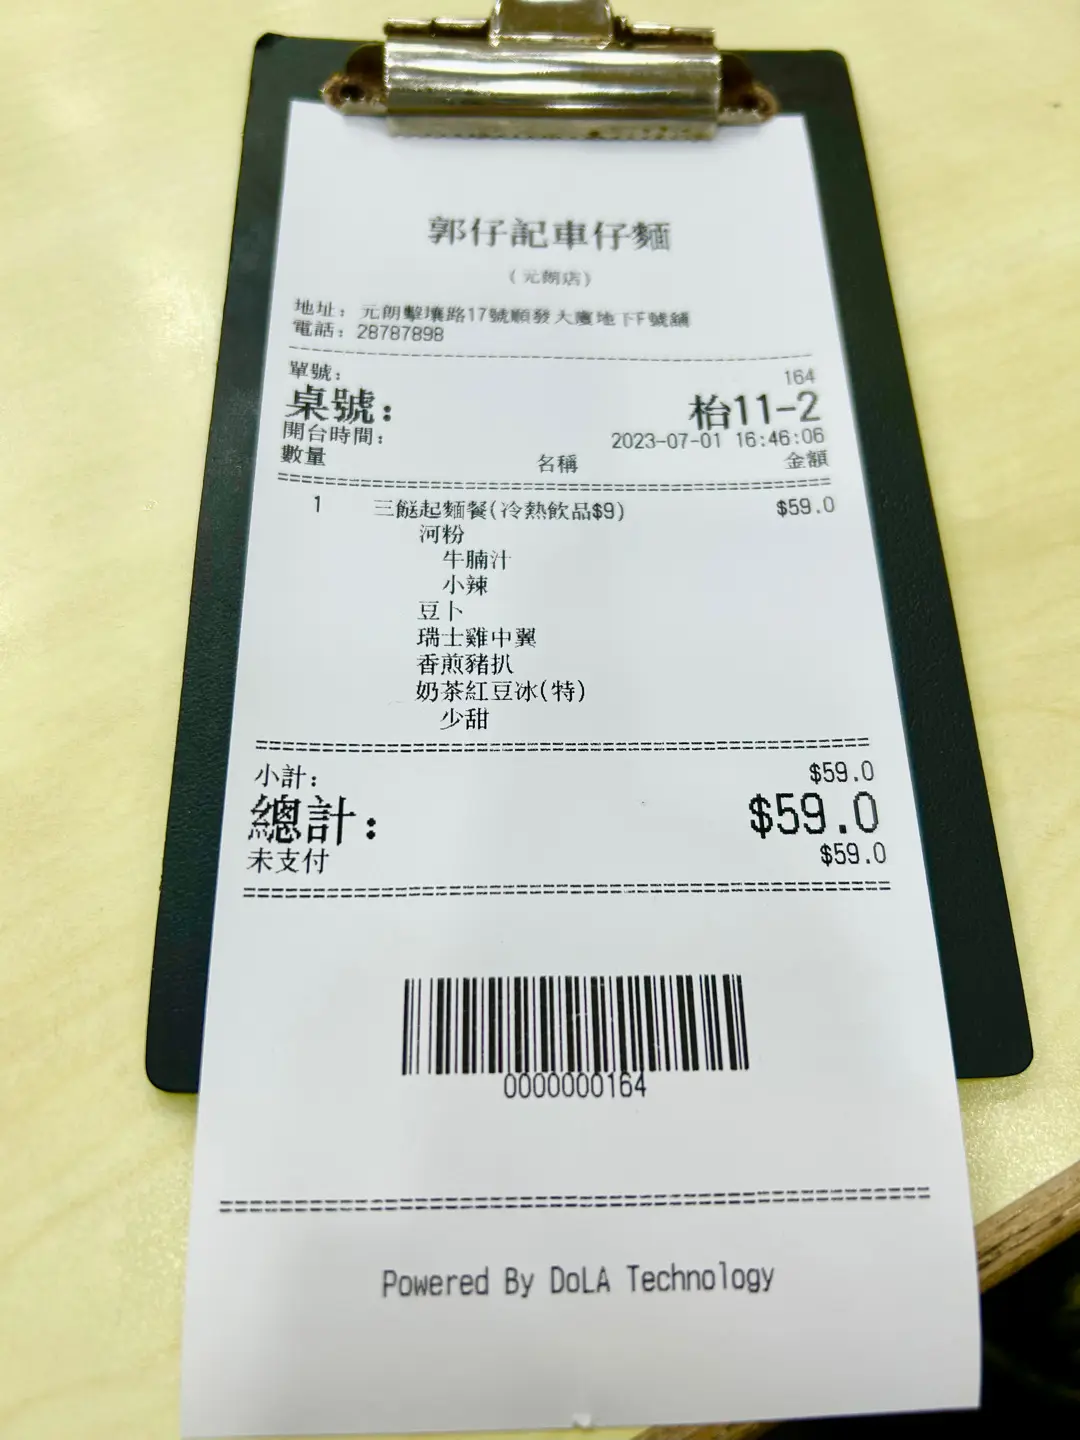 郭仔記車仔麵
(元朗店)
地址：元朗擊壤路17號順發大廈地下F號舖
電話：28787898
單號： 164
桌號： 枱11-2
開台時間： 2023-07-01 16:46:06
數量 名稱 金額
1 三餸起麵餐(冷熱飲品$9) $59.0
河粉
牛腩汁
小辣
豆卜
瑞士雞中翼
香煎豬扒
奶茶紅豆冰(特)
少甜
小計： $59.0
總計： $59.0
未支付 $59.0
0000000164
Powered By DoLA Technology